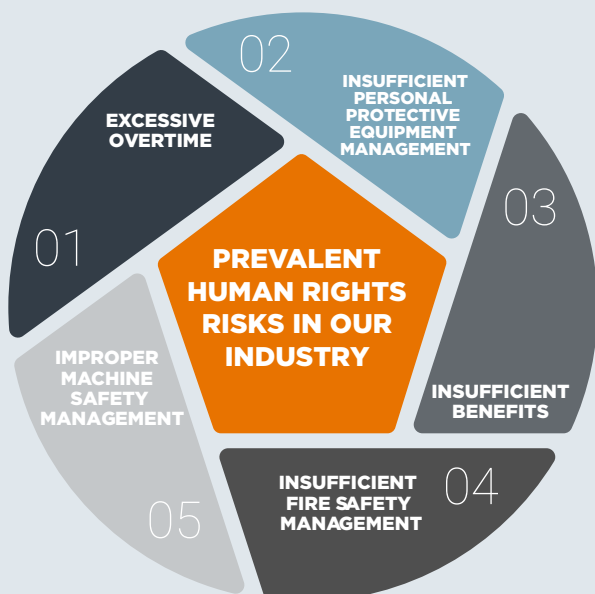 01
EXCESSIVE
OVERTIME
02
INSUFFICIENT
PERSONAL
PROTECTIVE
EQUIPMENT
MANAGEMENT
03
INSUFFICIENT
BENEFITS
04
INSUFFICIENT
FIRE SAFETY
MANAGEMENT
05
IMPROPER
MACHINE
SAFETY
MANAGEMENT
PREVALENT
HUMAN RIGHTS
RISKS IN OUR
INDUSTRY